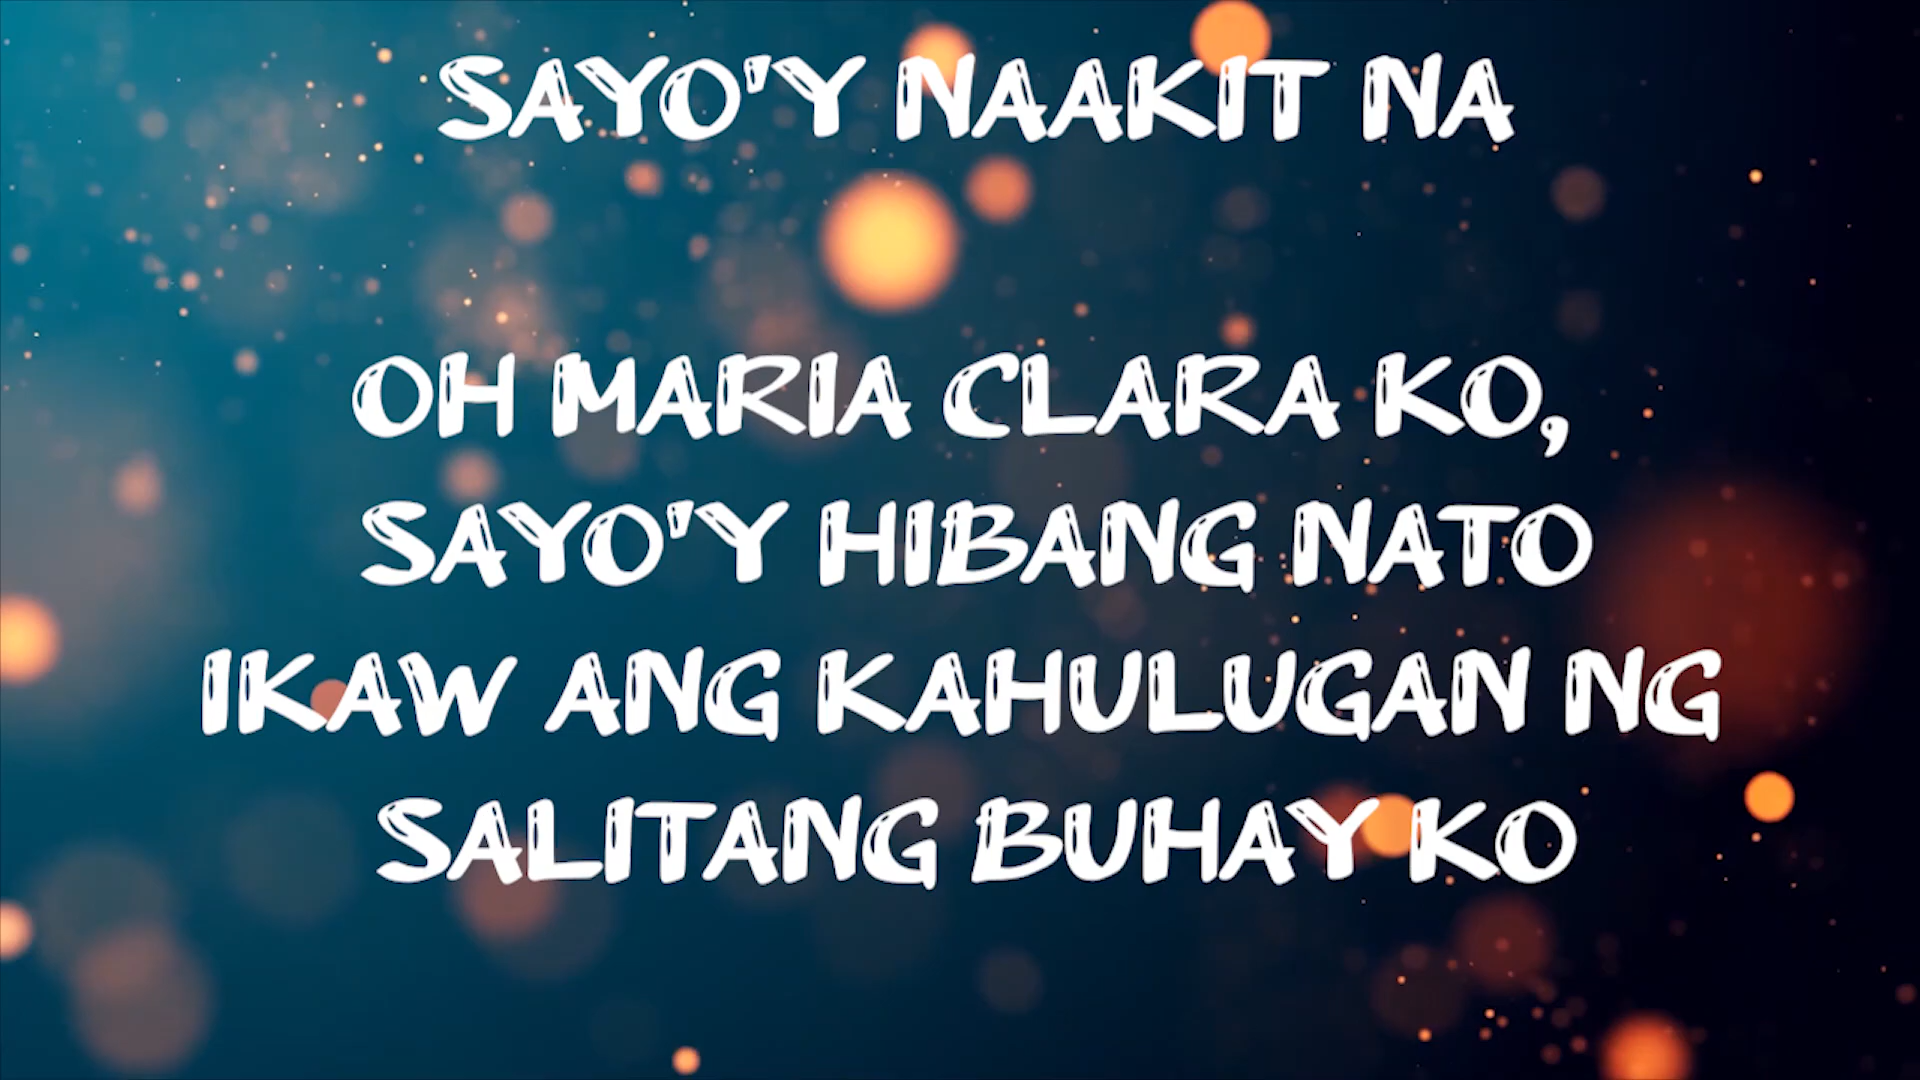 SAYO'Y NAAKIT NA
OH MARIA CLARA KO,
SAYO'Y HIBANG NATO
IKAW ANG KAHULUGAN NG
SALITANG BUHAY KO